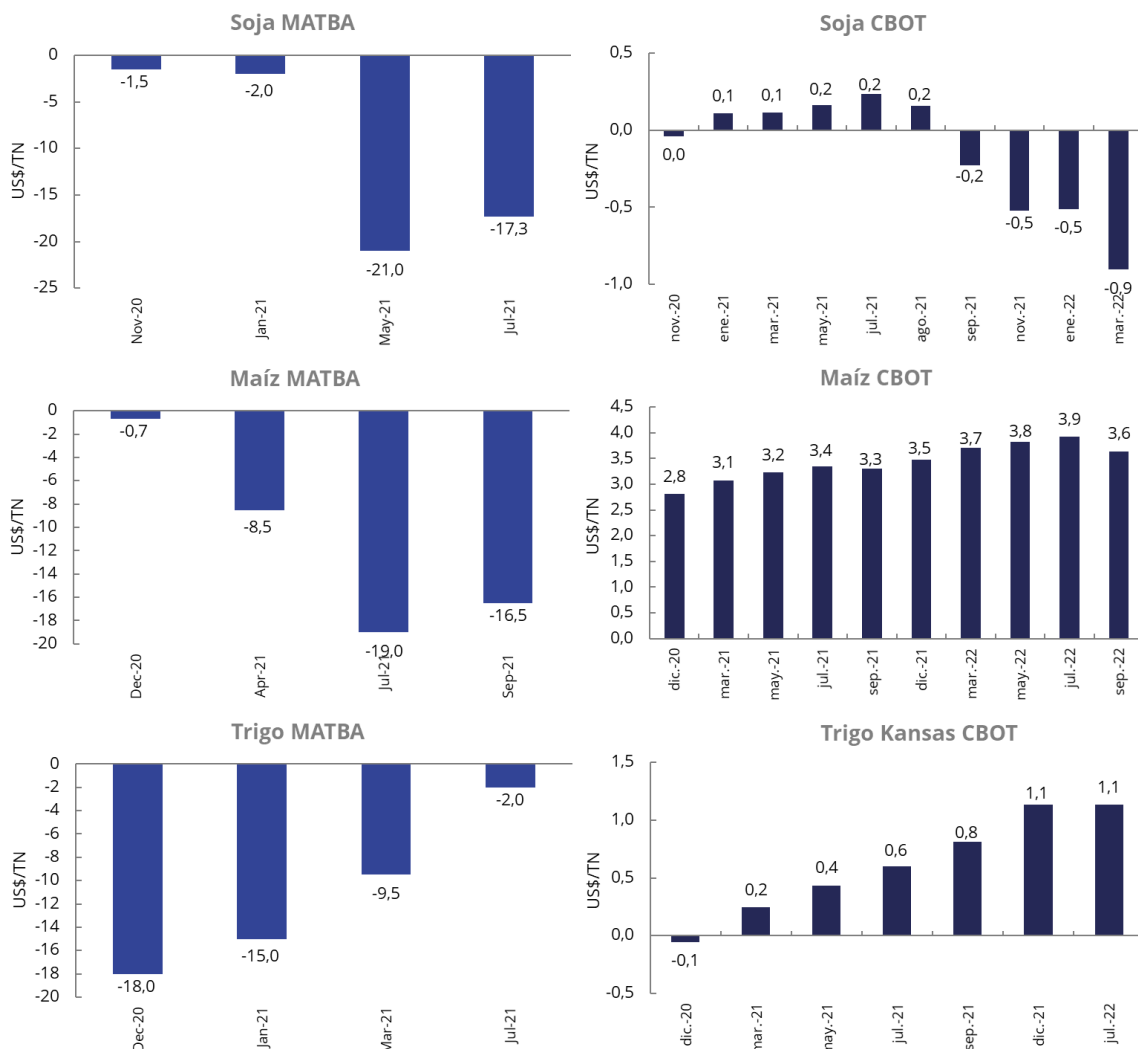 Soja MATBA
0
-5
-10
-15
-20
-25
US$/TN
-1,5
-2,0
-21,0
-17,3
Nov-20
Jan-21
May-21
Jul-21
Soja CBOT
0,5
0,0
-0,5
-1,0
US$/TN
0,0
0,1
0,1
0,2
0,2
0,2
-0,2
-0,5
-0,5
-0,9
nov.-20
ene.-21
mar.-21
may.-21
jul.-21
ago.-21
sep.-21
nov.-21
ene.-22
mar.-22
Maíz MATBA
0
-2
-4
-6
-8
-10
-12
-14
-16
-18
-20
US$/TN
-0,7
-8,5
-19,0
-16,5
Dec-20
Apr-21
Jul-21
Sep-21
Maíz CBOT
4,5
4,0
3,5
3,0
2,5
2,0
1,5
1,0
0,5
0,0
US$/TN
2,8
3,1
3,2
3,4
3,3
3,5
3,7
3,8
3,9
3,6
dic.-20
mar.-21
may.-21
jul.-21
sep.-21
dic.-21
mar.-22
may.-22
jul.-22
sep.-22
Trigo MATBA
0
-2
-4
-6
-8
-10
-12
-14
-16
-18
-20
US$/TN
-18,0
-15,0
-9,5
-2,0
Dec-20
Jan-21
Mar-21
Jul-21
Trigo Kansas CBOT
1,5
1,0
0,5
0,0
-0,5
US$/TN
-0,1
0,2
0,4
0,6
0,8
1,1
1,1
dic.-20
mar.-21
may.-21
jul.-21
sep.-21
dic.-21
jul.-22